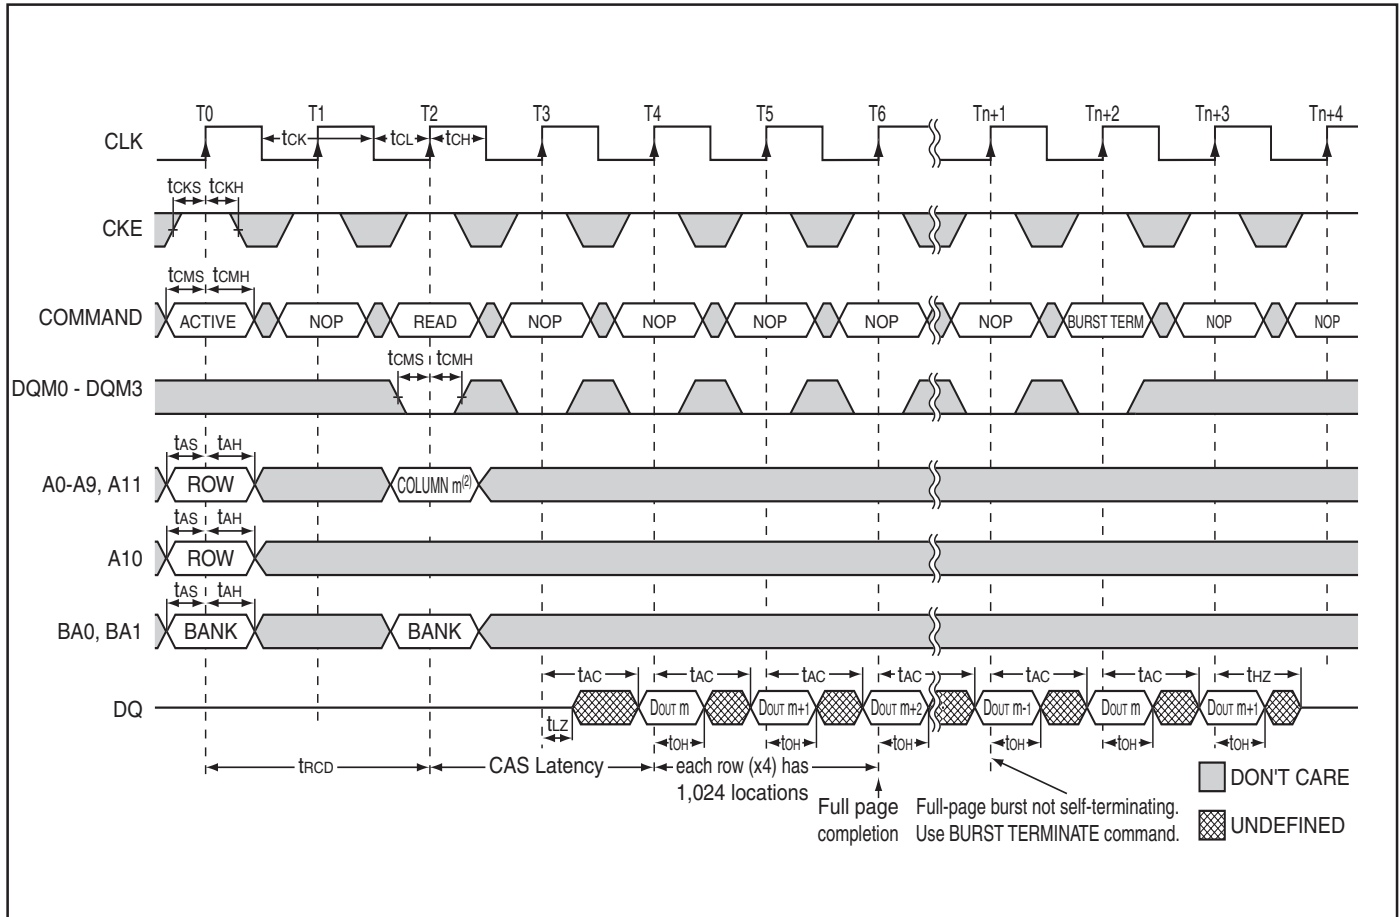 T0 T1 T2 T3 T4 T5 T6 Tn+1 Tn+2 Tn+3 Tn+4
CLK tCK tCL tCH
tCKS tCKH
CKE
tCMS tCMH
COMMAND ACTIVE NOP READ NOP NOP NOP NOP NOP BURST TERM NOP NOP
tCMS tCMH
DQM0 - DQM3
tAS tAH
A0-A9, A11 ROW COLUMN m(2)
tAS tAH
A10 ROW
tAS tAH
BA0, BA1 BANK BANK
tAC tAC tAC tAC tAC tAC tHZ
DQ DOUT m DOUT m+1 DOUT m+2 DOUT m-1 DOUT m DOUT m+1
tLZ tOH tOH tOH tOH tOH tOH
tRCD CAS Latency each row (x4) has
1,024 locations
Full page
completion
Full-page burst not self-terminating.
Use BURST TERMINATE command.
DON'T CARE
UNDEFINED